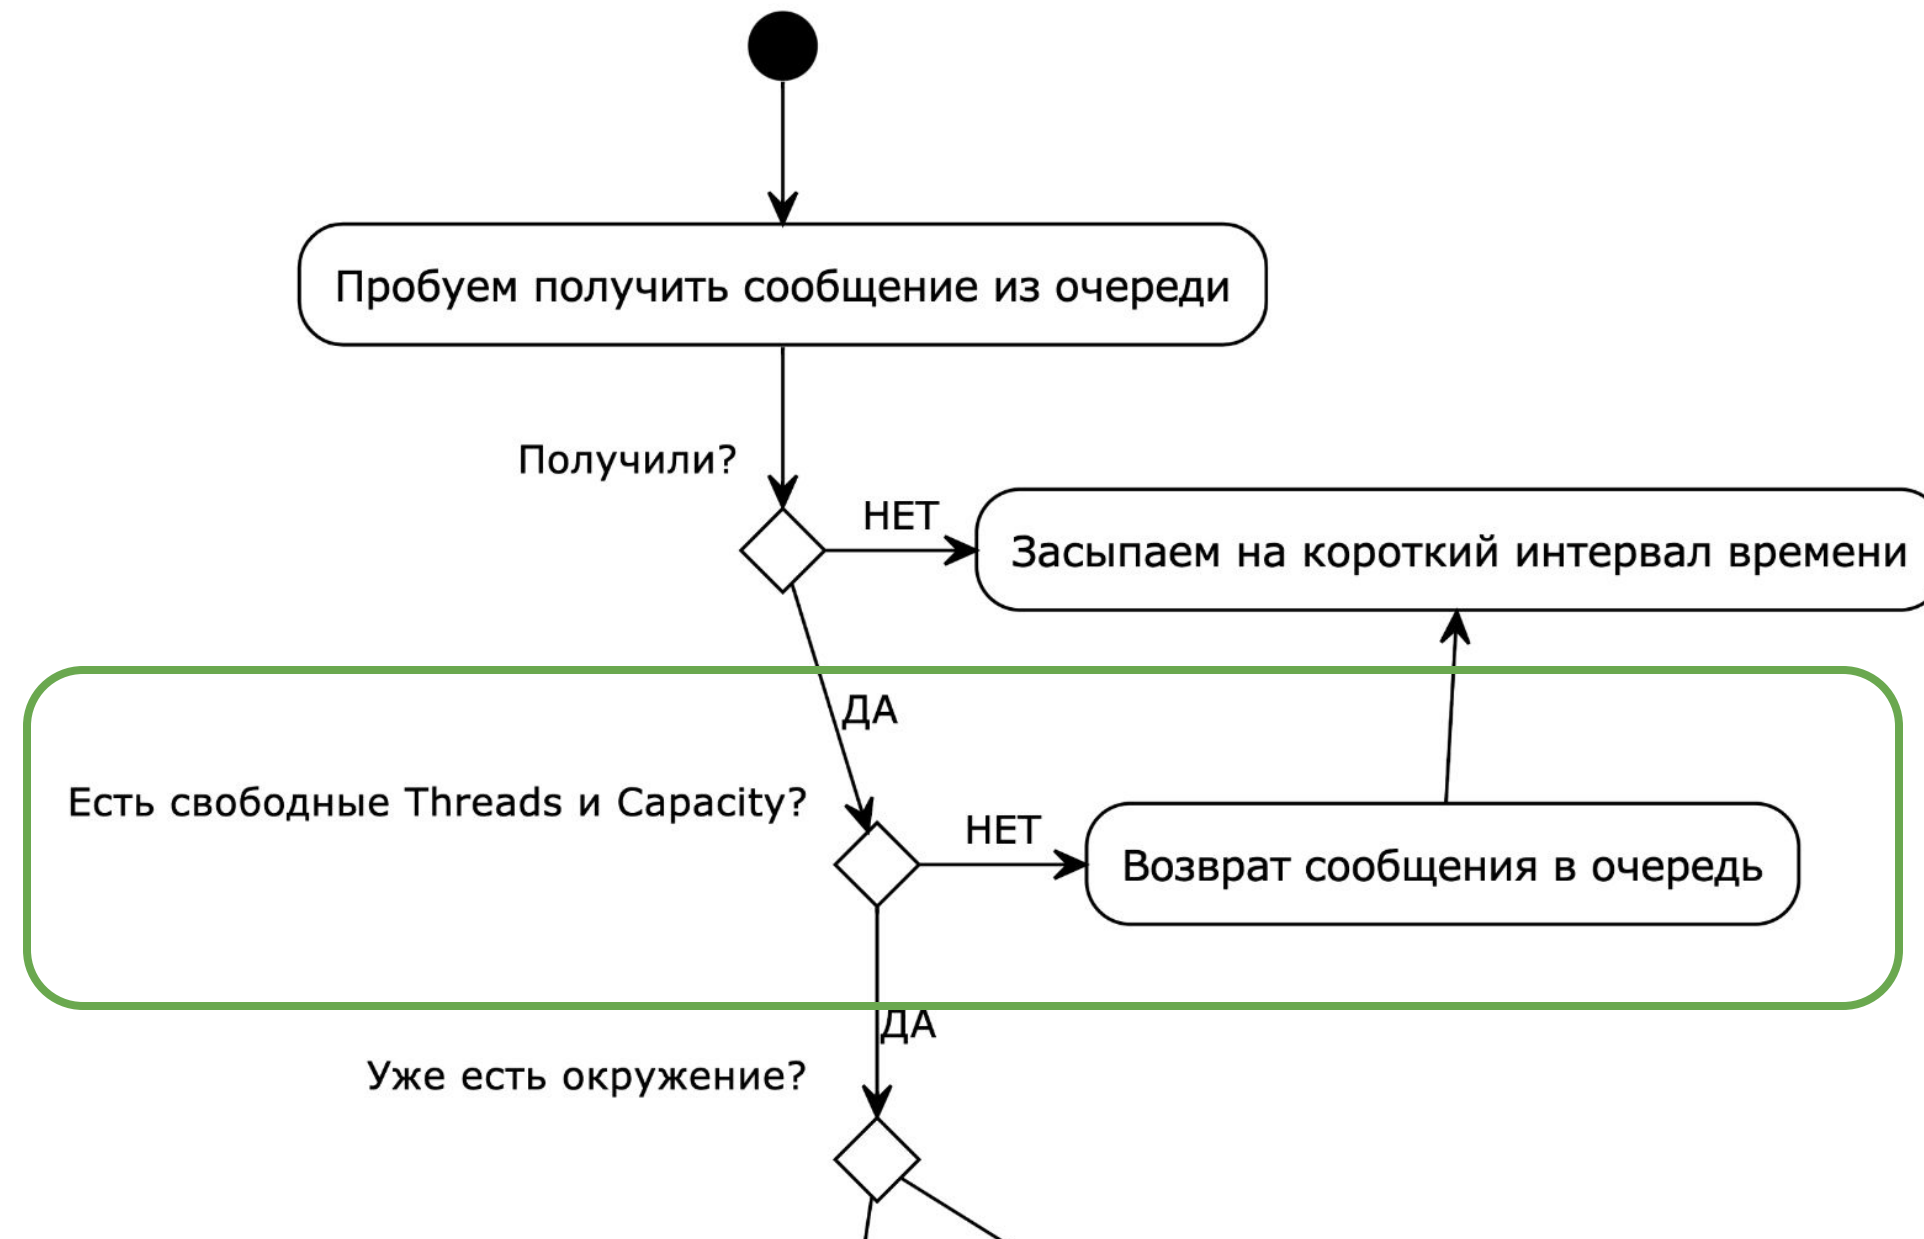 Пробуем получить сообщение из очереди
Получили?
НЕТ
Засыпаем на короткий интервал времени
ДА
Есть свободные Threads и Capacity?
НЕТ
Возврат сообщения в очередь
ДА
Уже есть окружение?